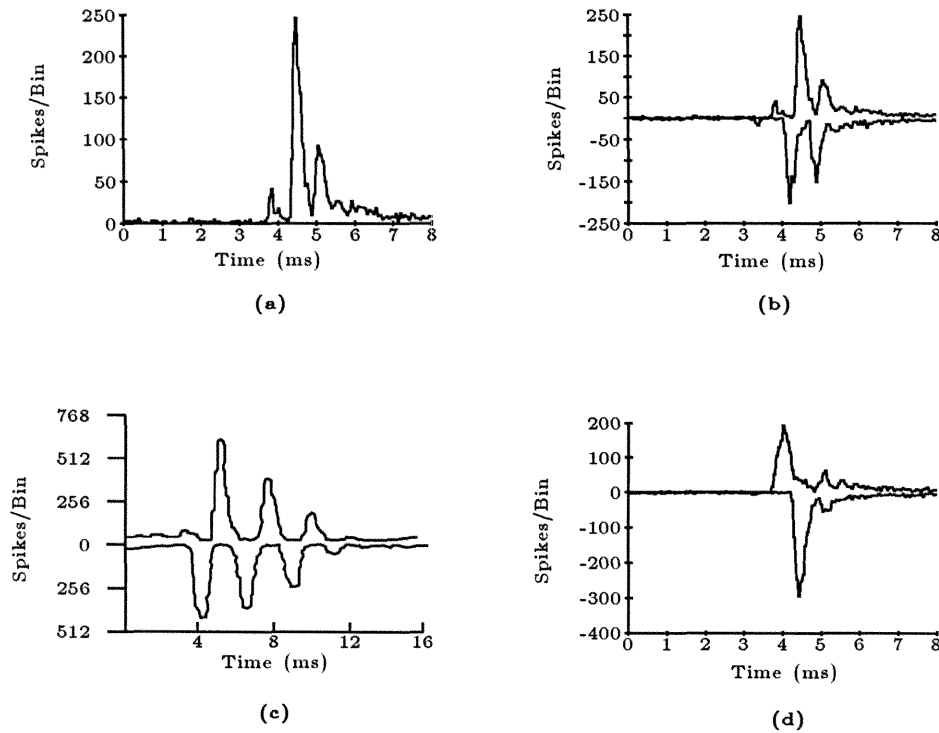 250
200
150
100
50
0
Spikes/Bin
0 1 2 3 4 5 6 7 8
Time (ms)
(a)
250
150
50
-50
-150
-250
Spikes/Bin
0 1 2 3 4 5 6 7 8
Time (ms)
(b)
768
512
256
0
256
512
Spikes/Bin
4 8 12 16
Time (ms)
(c)
200
100
0
-100
-200
-300
-400
Spikes/Bin
0 1 2 3 4 5 6 7 8
Time (ms)
(d)